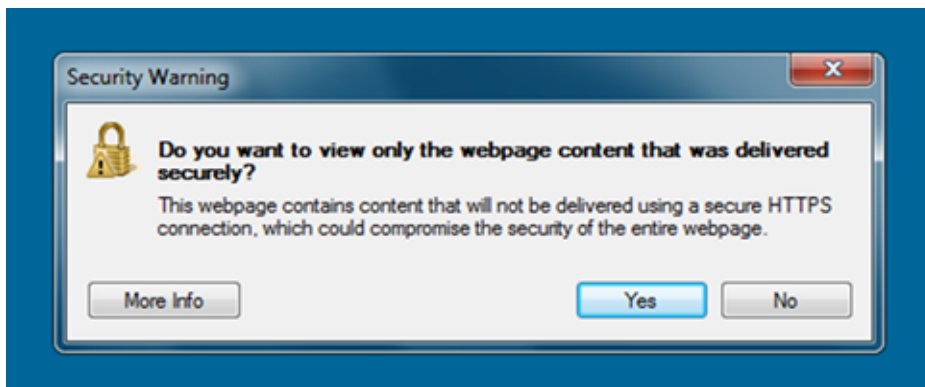 Security Warning
Do you want to view only the webpage content that was delivered
securely?
This webpage contains content that will not be delivered using a secure HTTPS
connection, which could compromise the security of the entire webpage.
More Info
Yes
No